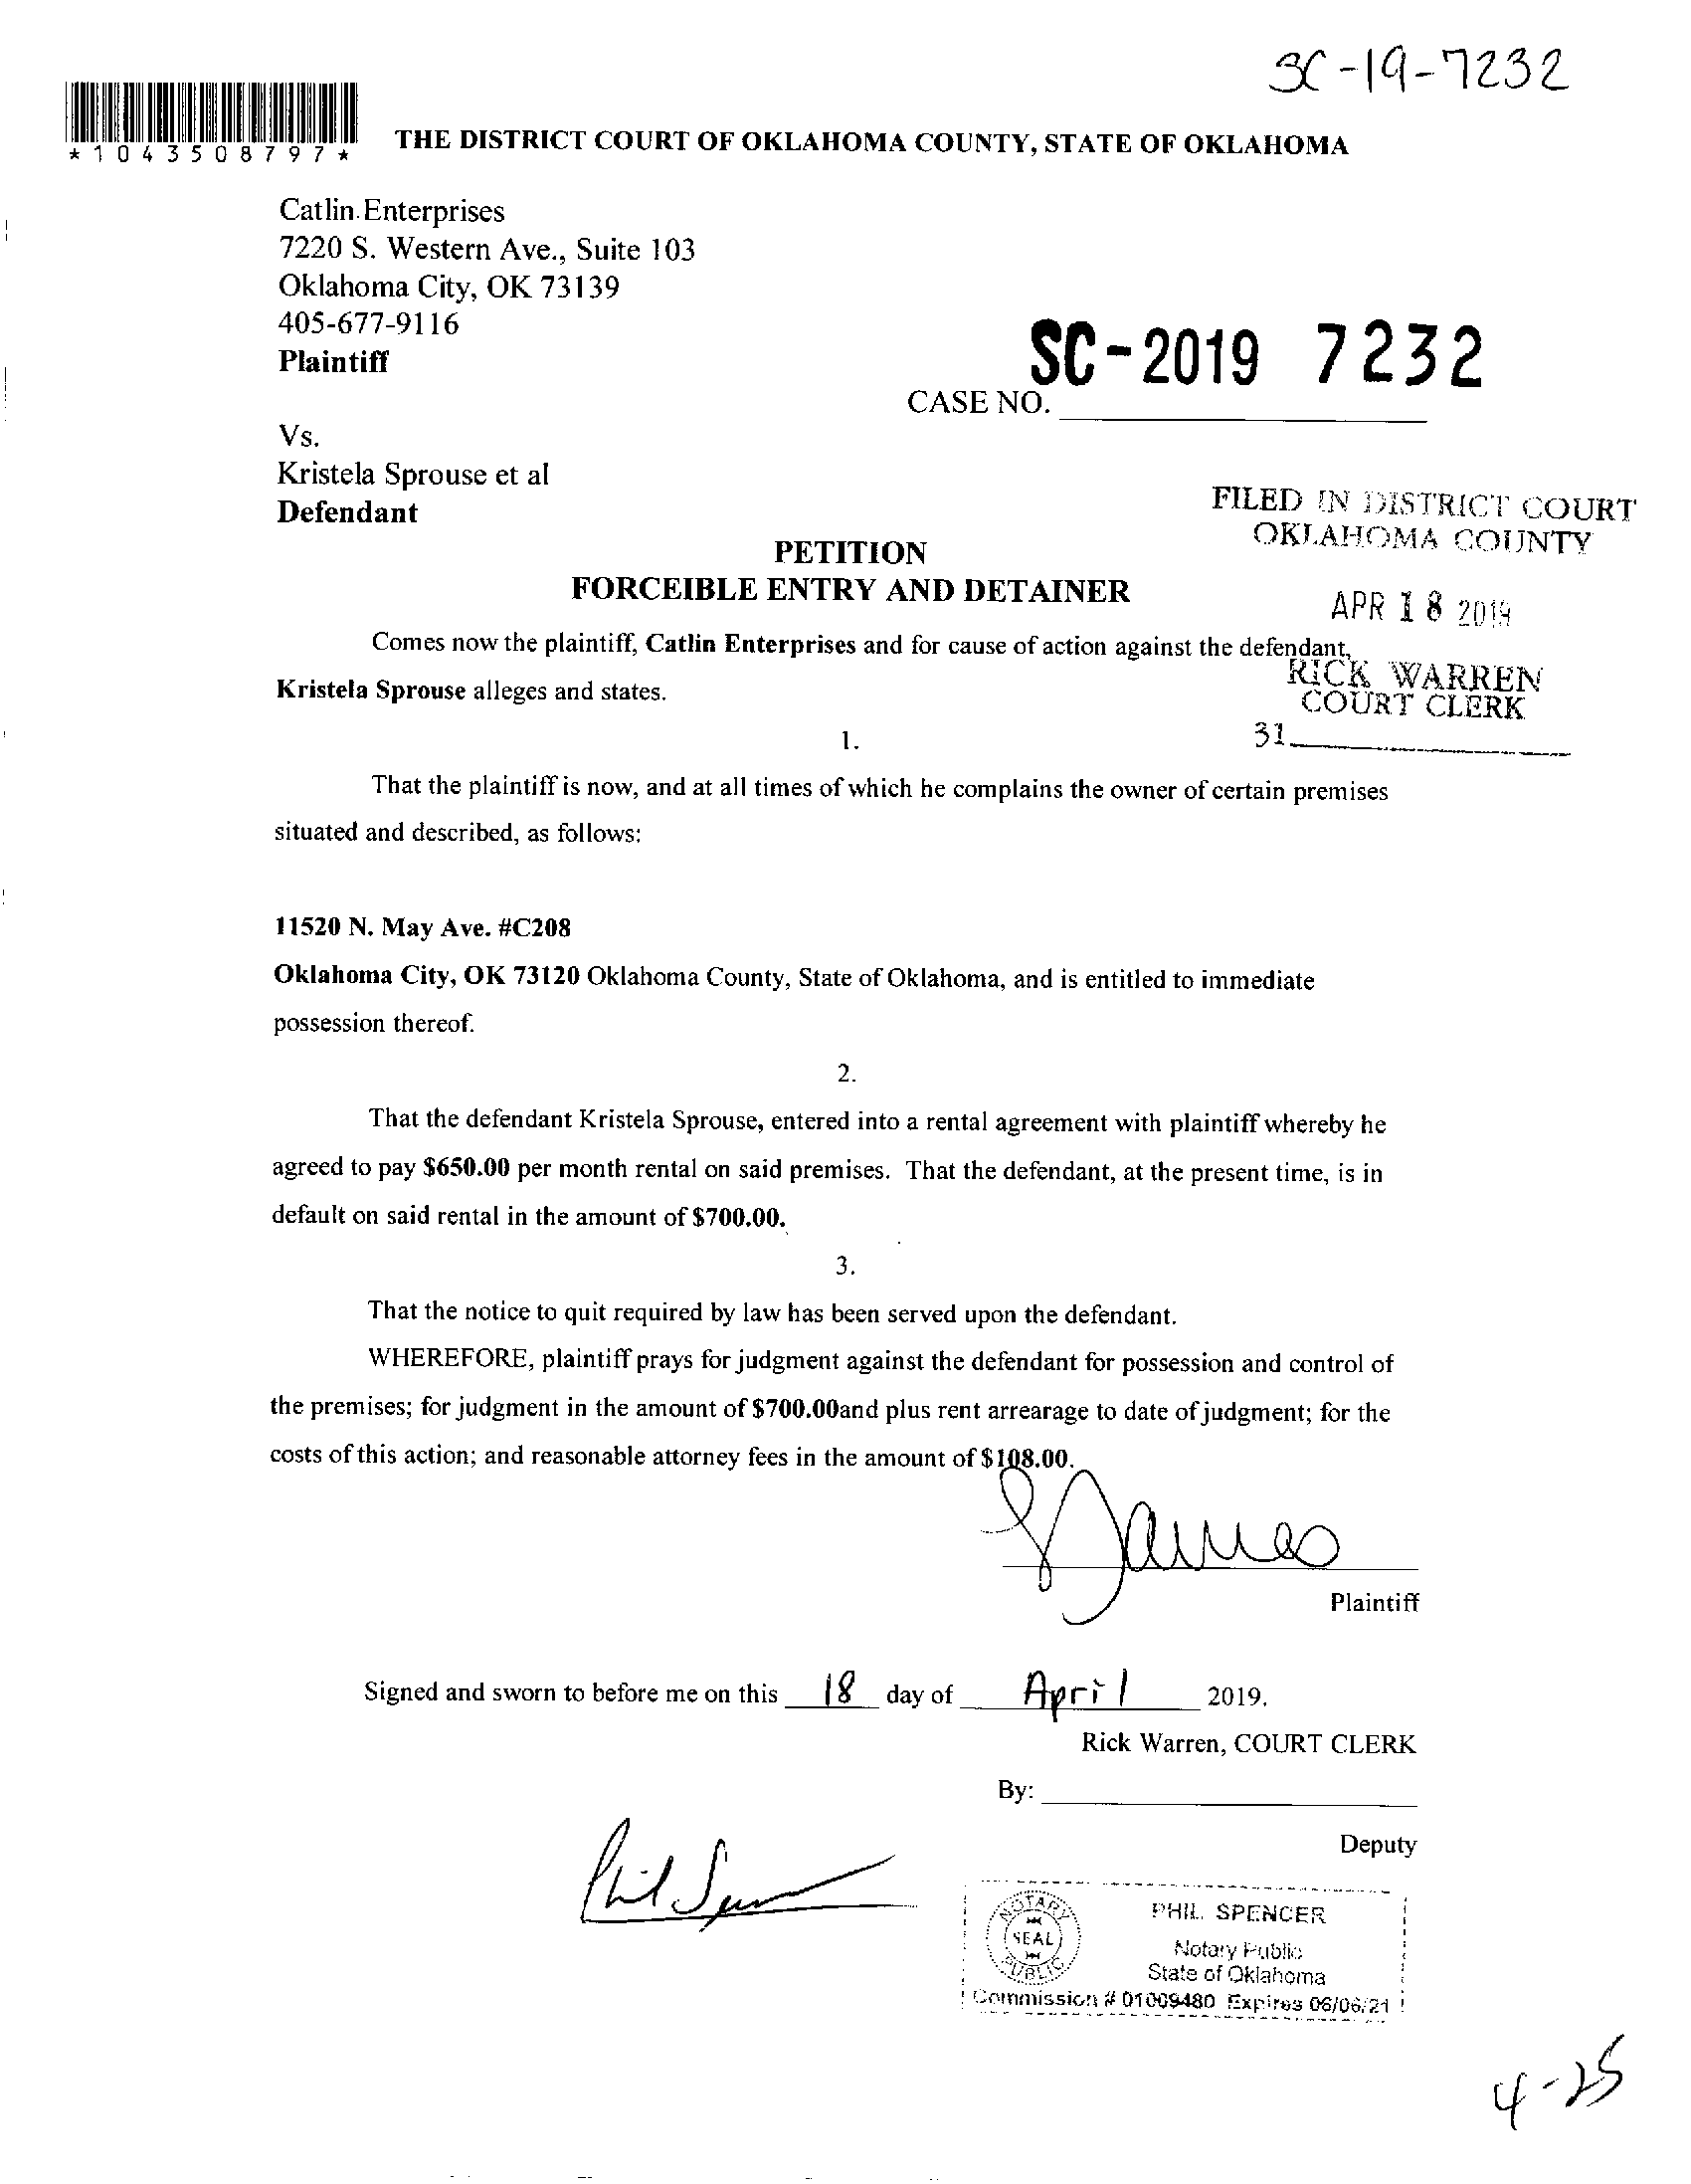 SC-19-7232
*1043508797*
THE DISTRICT COURT OF OKLAHOMA COUNTY, STATE OF OKLAHOMA
Catlin Enterprises
7220 S. Western Ave., Suite 103
Oklahoma City, OK 73139
405-677-9116
Plaintiff
SC-2019 7232
CASE NO.
Vs.
Kristela Sprouse et al
Defendant
FILED IN DISTRICT COURT
OKLAHOMA COUNTY
PETITION
FORCEIBLE ENTRY AND DETAINER
APR 18 2019
Comes now the plaintiff, Catlin Enterprises and for cause of action against the defendant,
RICK WARREN
Kristela Sprouse alleges and states.
COURT CLERK
31
1.
That the plaintiff is now, and at all times of which he complains the owner of certain premises
situated and described, as follows:
11520 N. May Ave. #C208
Oklahoma City, OK 73120 Oklahoma County, State of Oklahoma, and is entitled to immediate
possession thereof.
2.
That the defendant Kristela Sprouse, entered into a rental agreement with plaintiff whereby he
agreed to pay $650.00 per month rental on said premises. That the defendant, at the present time, is in
default on said rental in the amount of $700.00.
3.
That the notice to quit required by law has been served upon the defendant.
WHEREFORE, plaintiff prays for judgment against the defendant for possession and control of
the premises; for judgment in the amount of $700.00and plus rent arrearage to date of judgment; for the
costs of this action; and reasonable attorney fees in the amount of $108.00.
Plaintiff
Signed and sworn to before me on this 18 day of April 2019.
Rick Warren, COURT CLERK
By:
Deputy
Phil Spencer
NOTARY SEAL PUBLIC
PHIL SPENCER
Notary Public
State of Oklahoma
Commission # 01009480 Expires 06/06/21
4-25